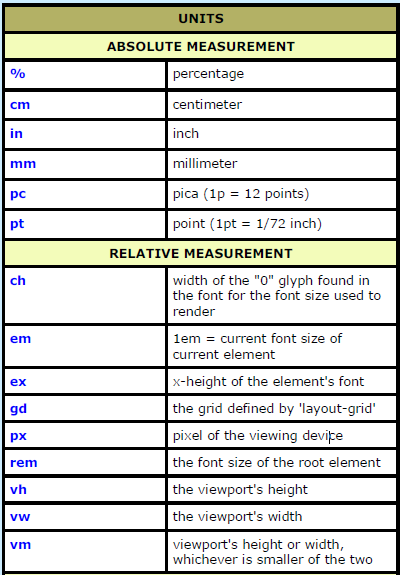 UNITS
ABSOLUTE MEASUREMENT
% percentage
cm centimeter
in inch
mm millimeter
pc pica (1p = 12 points)
pt point (1pt = 1/72 inch)
RELATIVE MEASUREMENT
ch width of the "0" glyph found in
the font for the font size used to
render
em 1em = current font size of
current element
ex x-height of the element's font
gd the grid defined by 'layout-grid'
px pixel of the viewing device
rem the font size of the root element
vh the viewport's height
vw the viewport's width
vm viewport's height or width,
whichever is smaller of the two